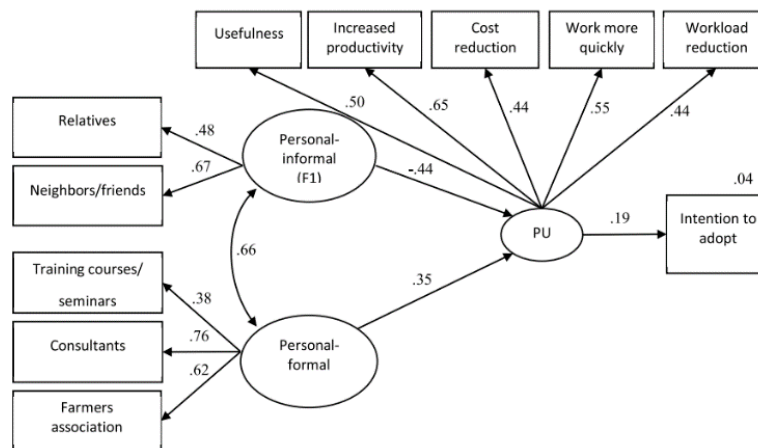 Usefulness
Increased
productivity
Cost
reduction
Work more
quickly
Workload
reduction
.50
.65
.44
.55
.44
Relatives
.48
Neighbors/friends
.67
Personal-
informal
(F1)
-.44
.04
PU
.19
Intention to
adopt
.66
Training courses/
seminars
.38
.35
Consultants
.76
Personal-
formal
.62
Farmers
association